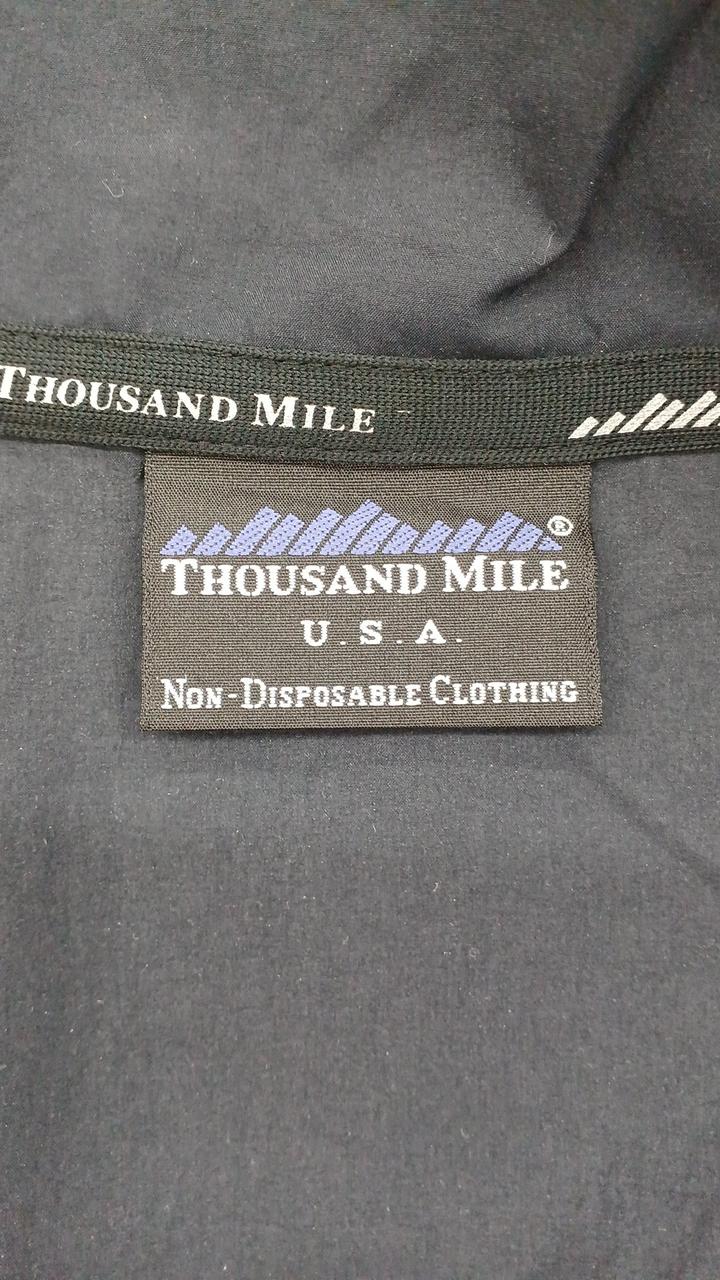 THOUSAND MILE
®
THOUSAND MILE
U.S.A.
NON-DISPOSABLE CLOTHING